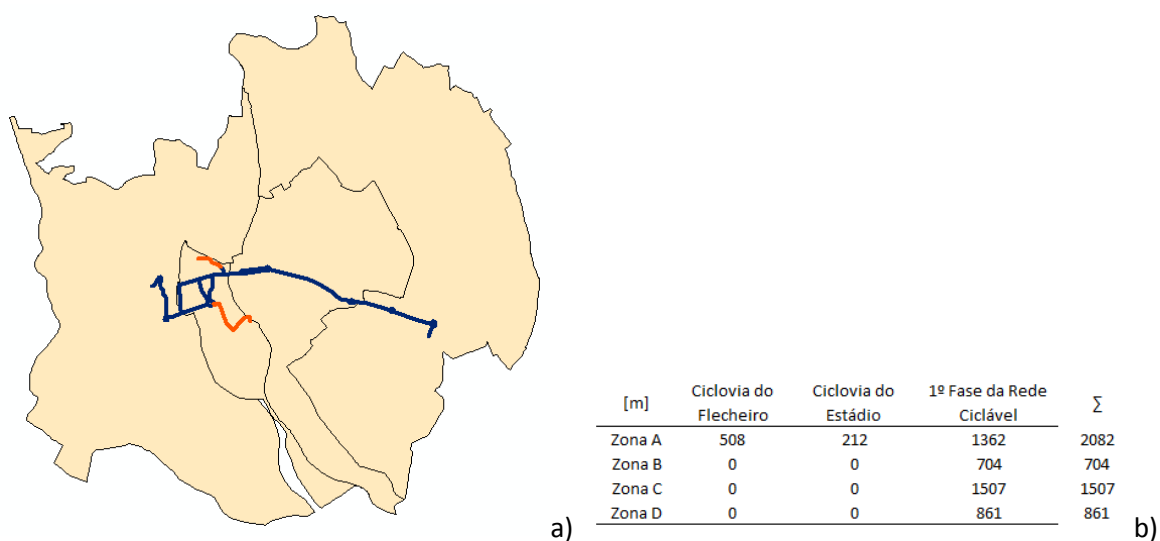 [m] Ciclovia do Flecheiro Ciclovia do Estádio 1º Fase da Rede Ciclável ∑
Zona A 508 212 1362 2082
Zona B 0 0 704 704
Zona C 0 0 1507 1507
Zona D 0 0 861 861
a)
b)